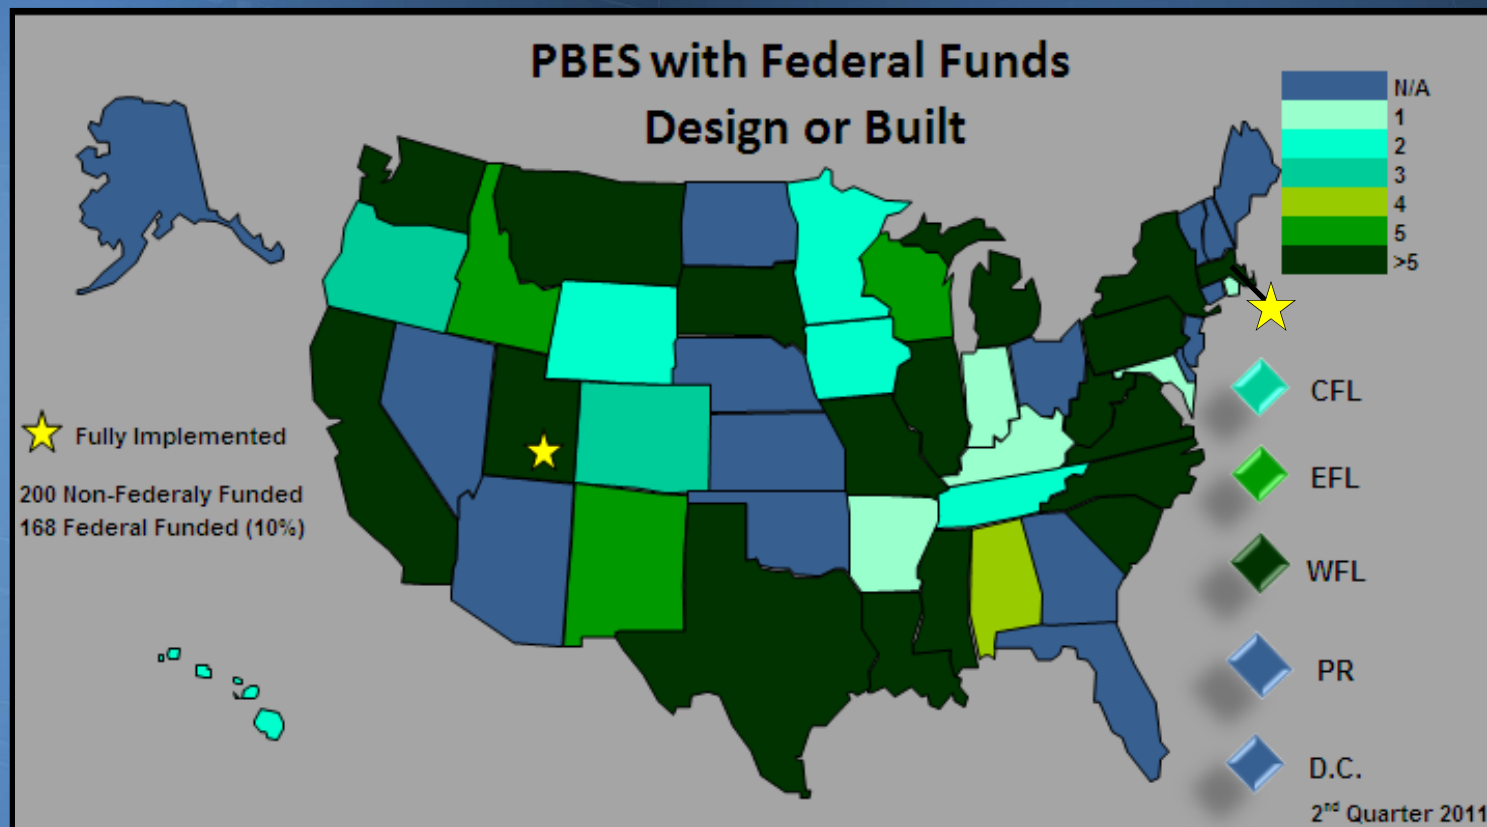 PBES with Federal Funds
Design or Built
N/A
1
2
3
4
5
>5
Fully Implemented
200 Non-Federaly Funded
168 Federal Funded (10%)
CFL
EFL
WFL
PR
D.C.
2nd Quarter 2011